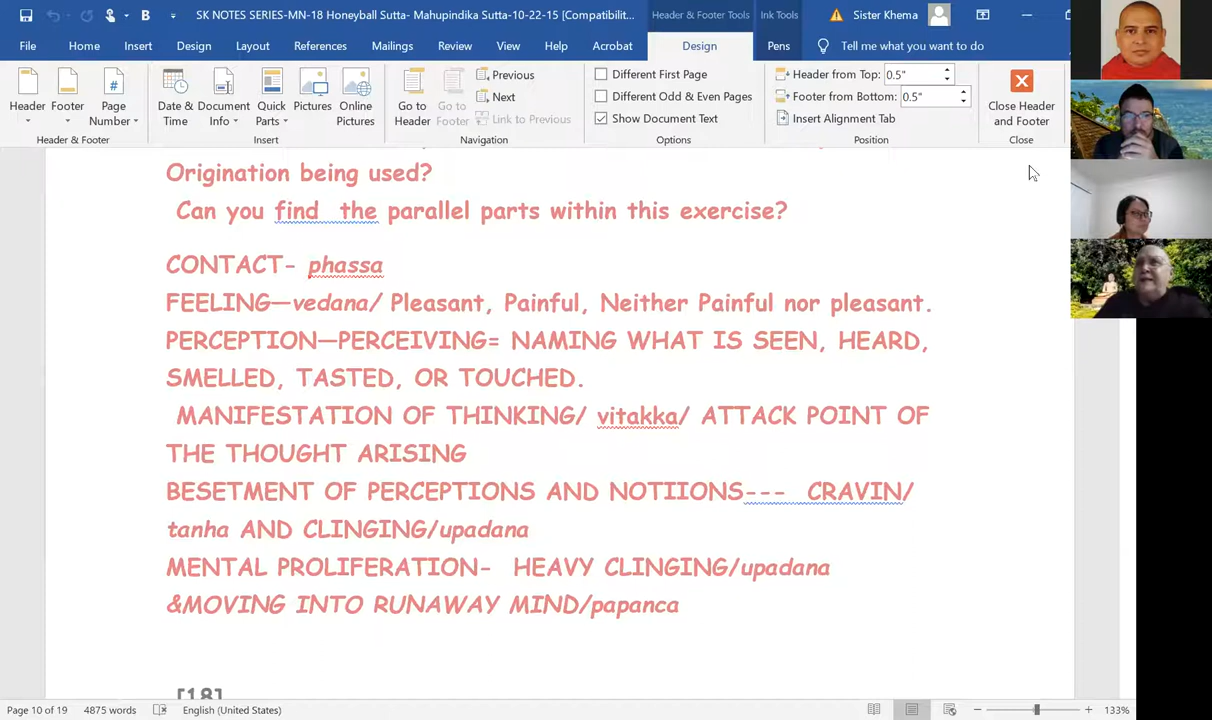 SK NOTES SERIES-MN-18 Honeyball Sutta- Mahupindika Sutta-10-22-15 [Compatibilit...
Header & Footer Tools
Ink Tools
Sister Khema
File Home Insert Design Layout References Mailings Review View Help Acrobat Design Pens Tell me what you want to do
Header
Footer
Page Number
Header & Footer
Date & Time
Document Info
Quick Parts
Pictures
Online Pictures
Insert
Go to Header
Go to Footer
Previous
Next
Link to Previous
Navigation
Different First Page
Different Odd & Even Pages
Show Document Text
Options
Header from Top: 0.5"
Footer from Bottom: 0.5"
Insert Alignment Tab
Position
Close Header and Footer
Close
Origination being used?
Can you find the parallel parts within this exercise?
CONTACT- phassa
FEELING—vedana/ Pleasant, Painful, Neither Painful nor pleasant.
PERCEPTION—PERCEIVING= NAMING WHAT IS SEEN, HEARD,
SMELLED, TASTED, OR TOUCHED.
MANIFESTATION OF THINKING/ vitakka/ ATTACK POINT OF
THE THOUGHT ARISING
BESETMENT OF PERCEPTIONS AND NOTIIONS--- CRAVIN/
tanha AND CLINGING/upadana
MENTAL PROLIFERATION- HEAVY CLINGING/upadana
&MOVING INTO RUNAWAY MIND/papanca
[18]
Page 10 of 19 4875 words English (United States) 133%